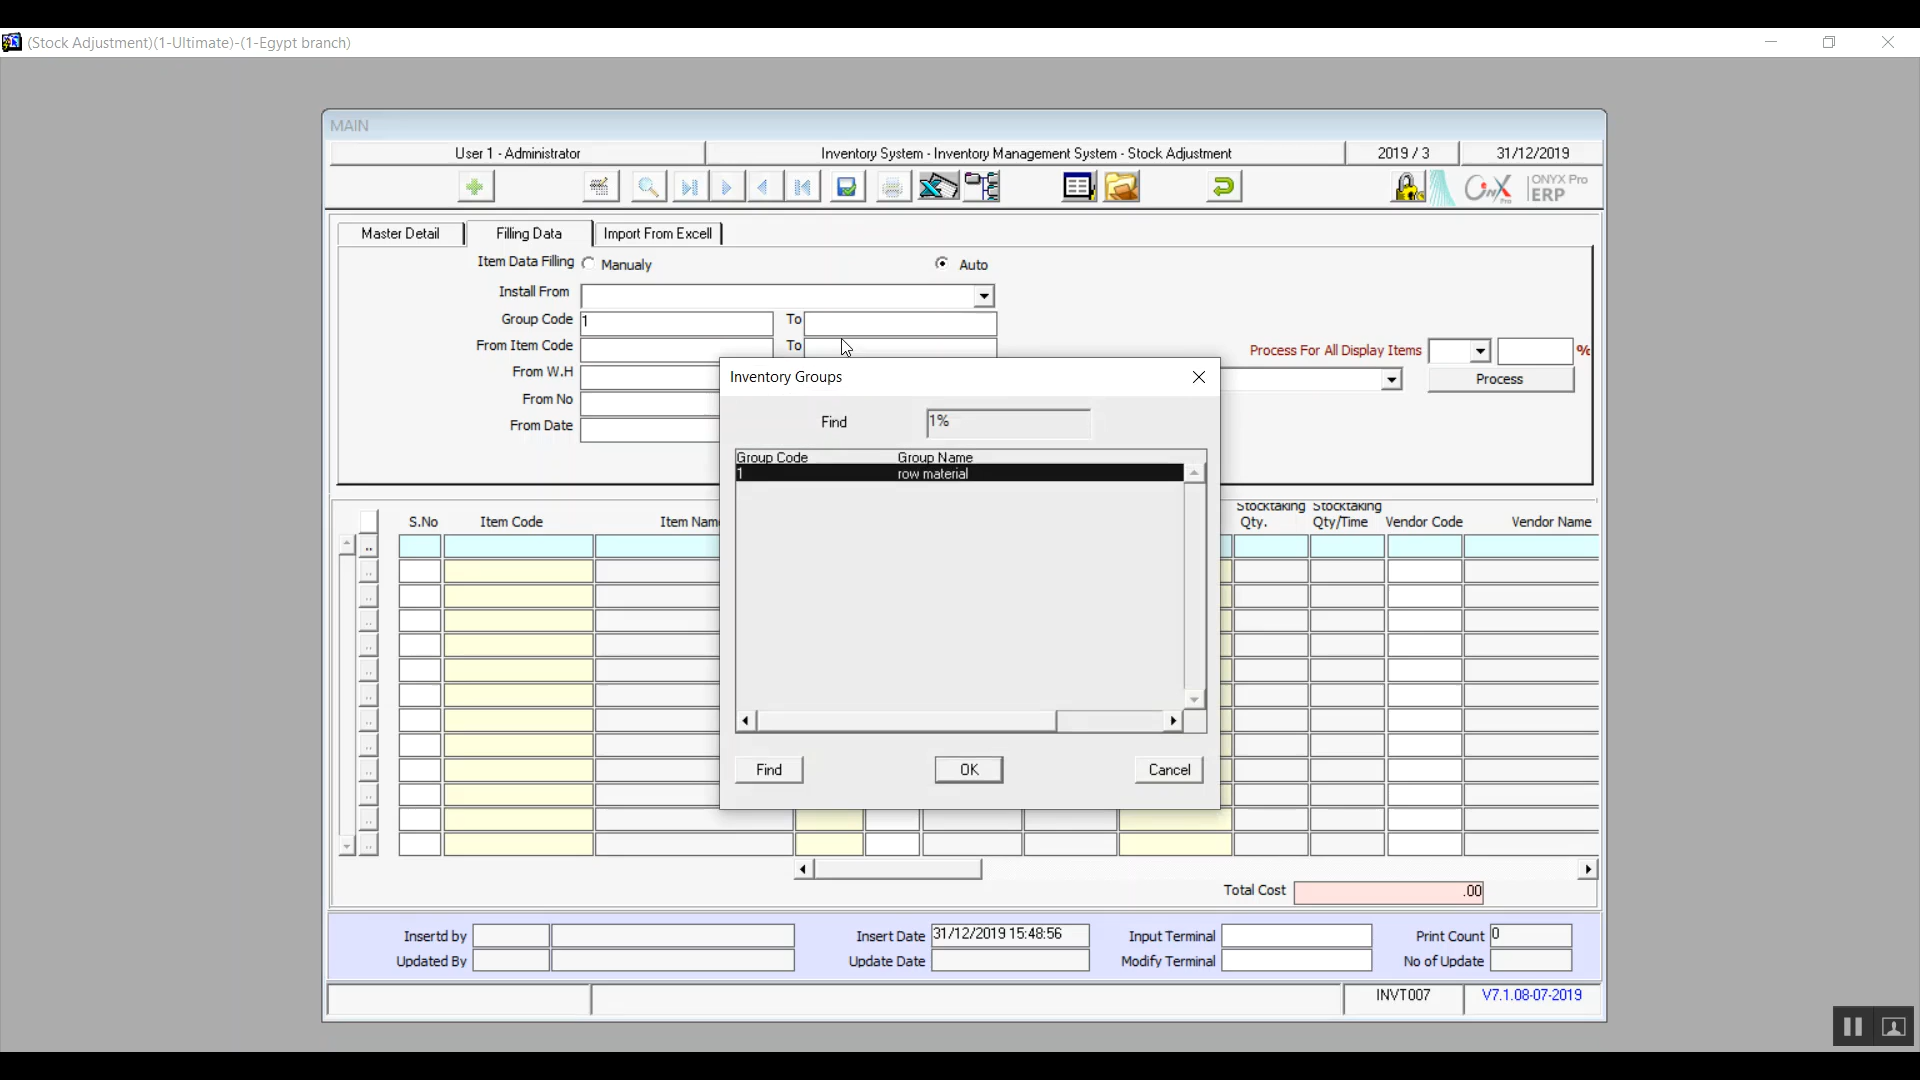 (Stock Adjustment)(1-Ultimate)-(1-Egypt branch)
MAIN
User 1 - Administrator
Inventory System - Inventory Management System - Stock Adjustment
2019 / 3
31/12/2019
ONYX Pro
ERP
Master Detail
Filling Data
Import From Excell
Item Data Filling
Manualy
Auto
Install From
Group Code
1
To
From Item Code
To
Process For All Display Items
%
From W.H
Process
From No
From Date
Inventory Groups
Find
1%
Group Code
Group Name
1
row material
Find
OK
Cancel
S.No
Item Code
Item Nam
Stocktaking
Qty.
Stocktaking
Qty/Time
Vendor Code
Vendor Name
Total Cost
.00
Insertd by
Insert Date
31/12/2019 15:48:56
Input Terminal
Print Count
0
Updated By
Update Date
Modify Terminal
No of Update
INVT007
V7.1.08-07-2019